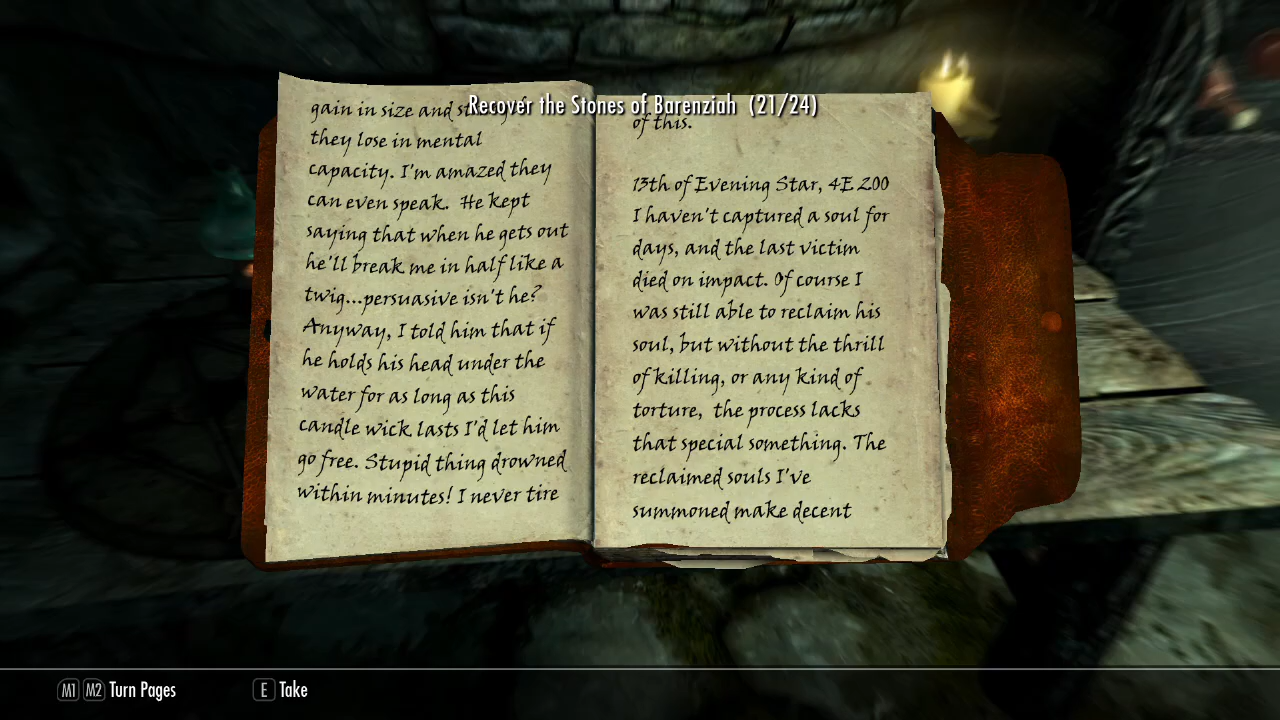 Recover the Stones of Barenziah (21/24)
gain in size and
they lose in mental
capacity. I'm amazed they
can even speak. He kept
saying that when he gets out
he'll break me in half like a
twig...persuasive isn't he?
Anyway, I told him that if
he holds his head under the
water for as long as this
candle wick lasts I'd let him
go free. Stupid thing drowned
within minutes! I never tire
of this.
13th of Evening Star, 4E 200
I haven't captured a soul for
days, and the last victim
died on impact. Of course I
was still able to reclaim his
soul, but without the thrill
of killing, or any kind of
torture, the process lacks
that special something. The
reclaimed souls I've
summoned make decent
M1 M2 Turn Pages
E Take